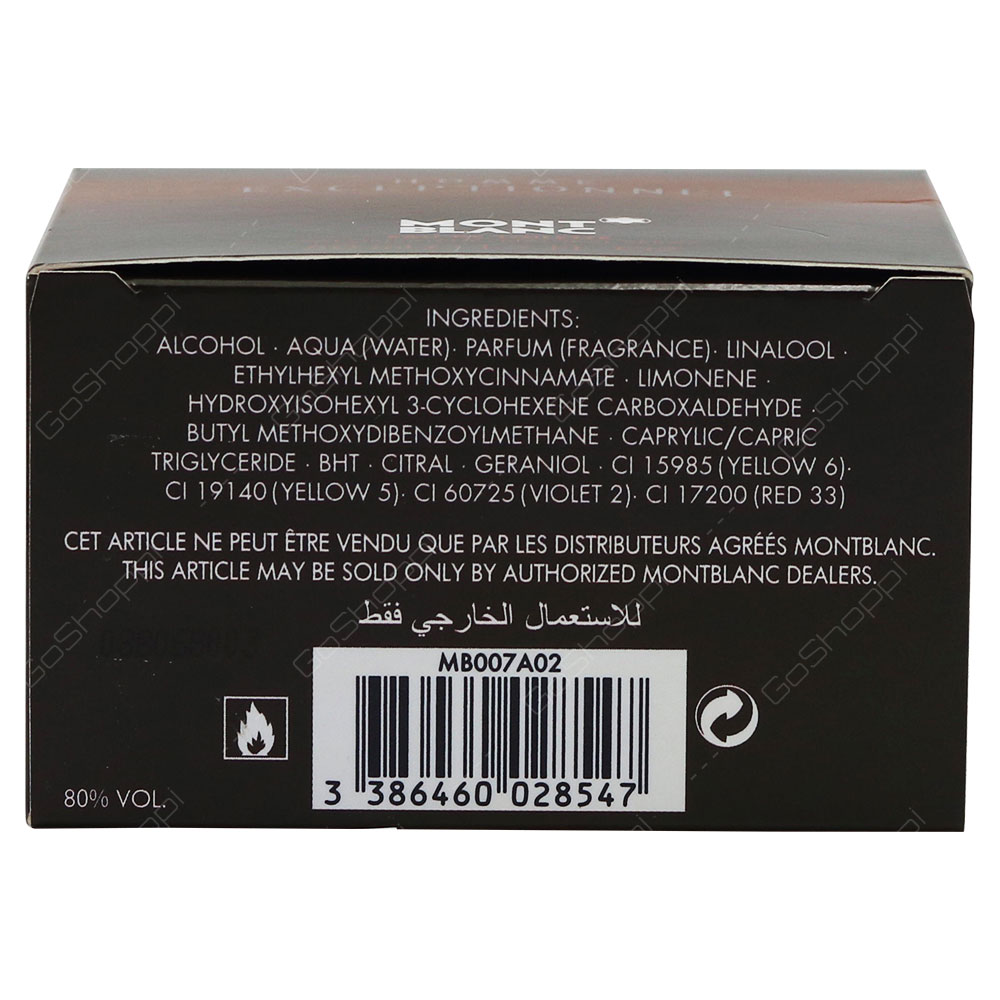 EXCEPTIONNEL
MONT
BLANC
INGREDIENTS:
ALCOHOL · AQUA (WATER)· PARFUM (FRAGRANCE)· LINALOOL ·
ETHYLHEXYL METHOXYCINNAMATE · LIMONENE ·
HYDROXYISOHEXYL 3-CYCLOHEXENE CARBOXALDEHYDE ·
BUTYL METHOXYDIBENZOYLMETHANE · CAPRYLIC/CAPRIC
TRIGLYCERIDE · BHT · CITRAL · GERANIOL · CI 15985 (YELLOW 6)·
CI 19140 (YELLOW 5)· CI 60725 (VIOLET 2)· CI 17200 (RED 33)
CET ARTICLE NE PEUT ÊTRE VENDU QUE PAR LES DISTRIBUTEURS AGRÉÉS MONTBLANC.
THIS ARTICLE MAY BE SOLD ONLY BY AUTHORIZED MONTBLANC DEALERS.
للاستعمال الخارجي فقط
MB007A02
3 386460 028547
80% VOL.
GoShoppi